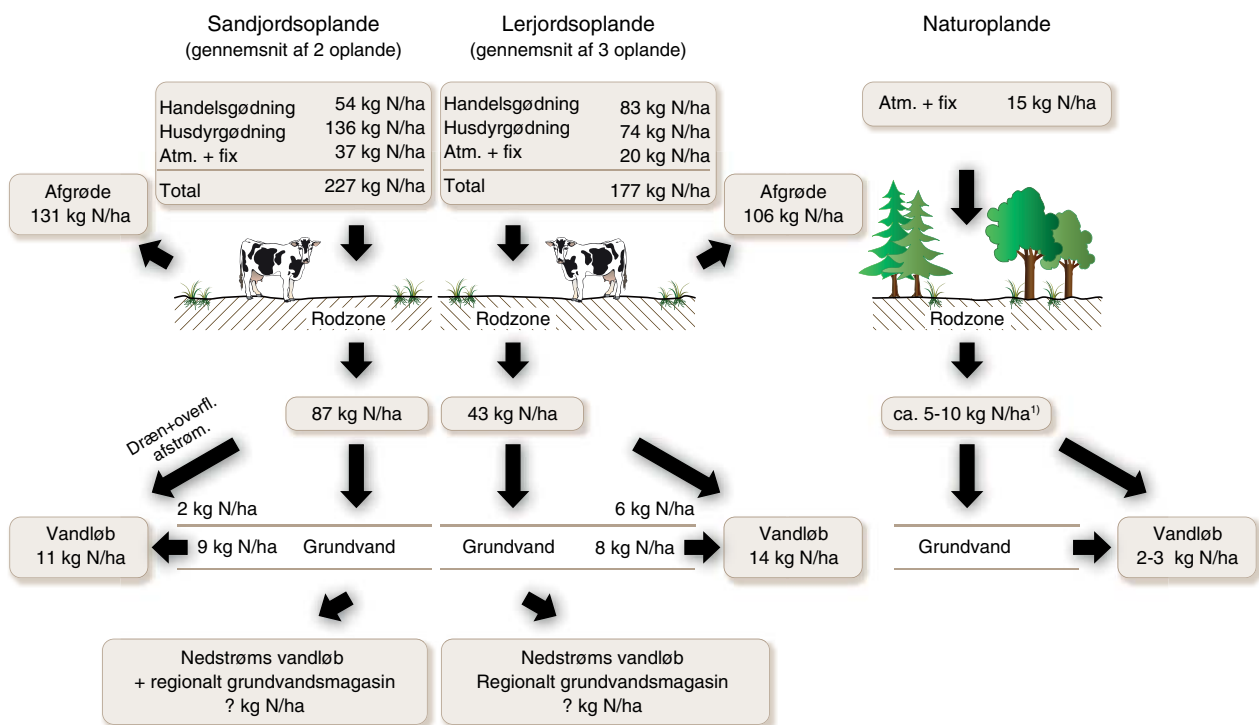 Sandjordsoplande
(gennemsnit af 2 oplande)
Handelsgødning 54 kg N/ha
Husdyrgødning 136 kg N/ha
Atm. + fix 37 kg N/ha
Total 227 kg N/ha
Afgrøde
131 kg N/ha
Rodzone
87 kg N/ha
Dræn+overfl.
afstrøm.
2 kg N/ha
Vandløb
11 kg N/ha
9 kg N/ha Grundvand
Nedstrøms vandløb
+ regionalt grundvandsmagasin
? kg N/ha
Lerjordsoplande
(gennemsnit af 3 oplande)
Handelsgødning 83 kg N/ha
Husdyrgødning 74 kg N/ha
Atm. + fix 20 kg N/ha
Total 177 kg N/ha
Afgrøde
106 kg N/ha
Rodzone
43 kg N/ha
6 kg N/ha
Grundvand 8 kg N/ha
Vandløb
14 kg N/ha
Nedstrøms vandløb
Regionalt grundvandsmagasin
? kg N/ha
Naturoplande
Atm. + fix 15 kg N/ha
Rodzone
ca. 5-10 kg N/ha¹⁾
Grundvand
Vandløb
2-3 kg N/ha